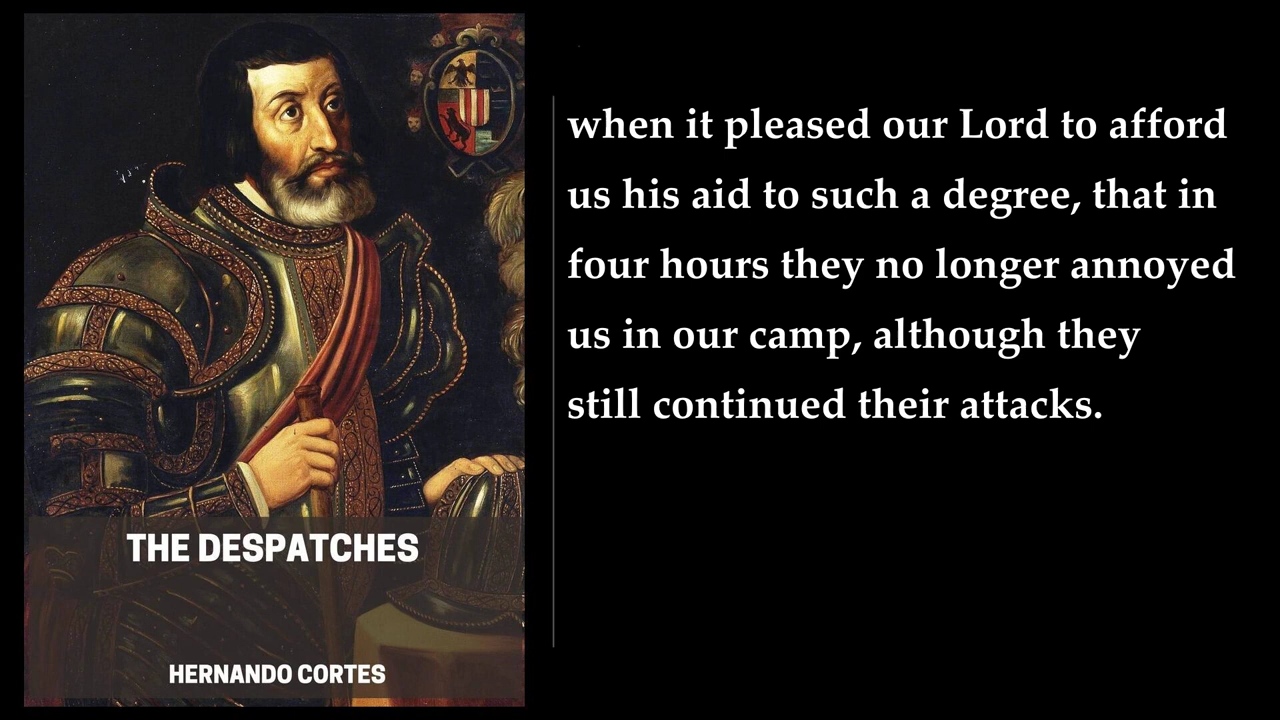 when it pleased our Lord to afford
us his aid to such a degree, that in
four hours they no longer annoyed
us in our camp, although they
still continued their attacks.
THE DESPATCHES
HERNANDO CORTES